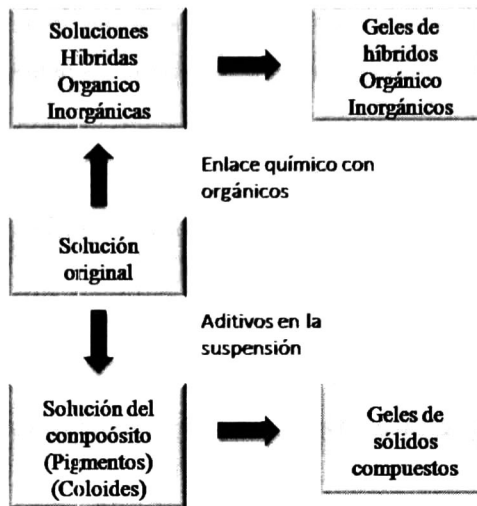 Soluciones
Híbridas
Organico
Inorgánicas
Geles de
híbridos
Orgánico
Inorgánicos
Enlace químico con
orgánicos
Solución
original
Aditivos en la
suspensión
Solución del
compoósito
(Pigmentos)
(Coloides)
Geles de
sólidos
compuestos